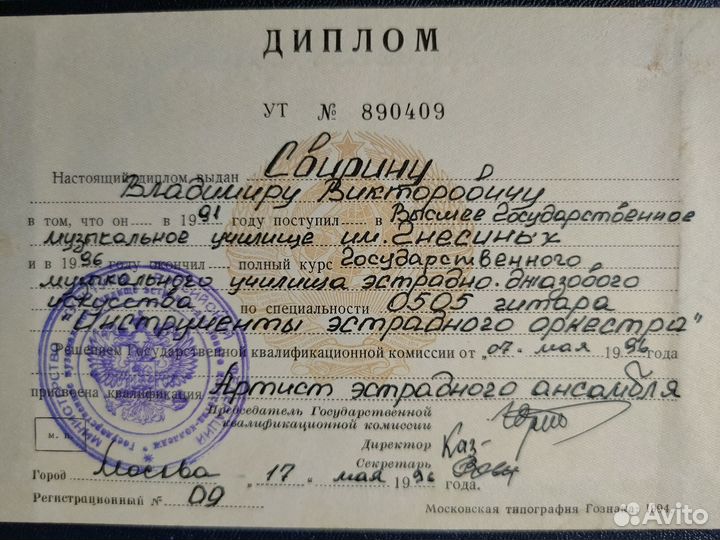 ДИПЛОМ
УТ № 890409
Настоящий диплом выдан Свирину
Владимиру Викторовичу
в том, что он в 1991 году поступил в Высшее Государственное
музыкальное училище им. Гнесиных
и в 1996 году окончил полный курс Государственного
музыкального училища эстрадно-джазового
искусства по специальности 0505 гитара
"Инструменты эстрадного оркестра"
Решением Государственной квалификационной комиссии от "07" мая 1996 года
присвоена квалификация Артист эстрадного ансамбля
Председатель Государственной
квалификационной комиссии
Директор
м. п.
Секретарь
Город Москва "17" мая 1996 года.
Регистрационный № 09
Московская типография Гознака. 1994.
Avito